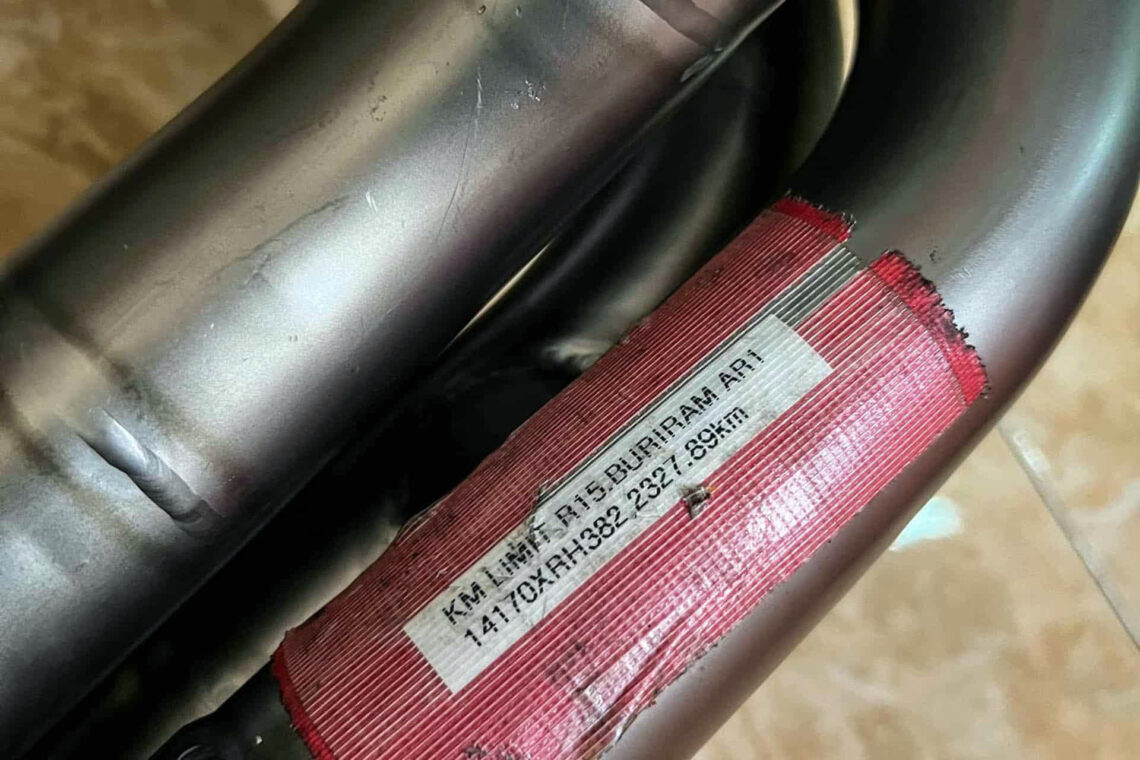 KM LIMIT R15.BURIRAM AR1
14170XRH382 2327.89km